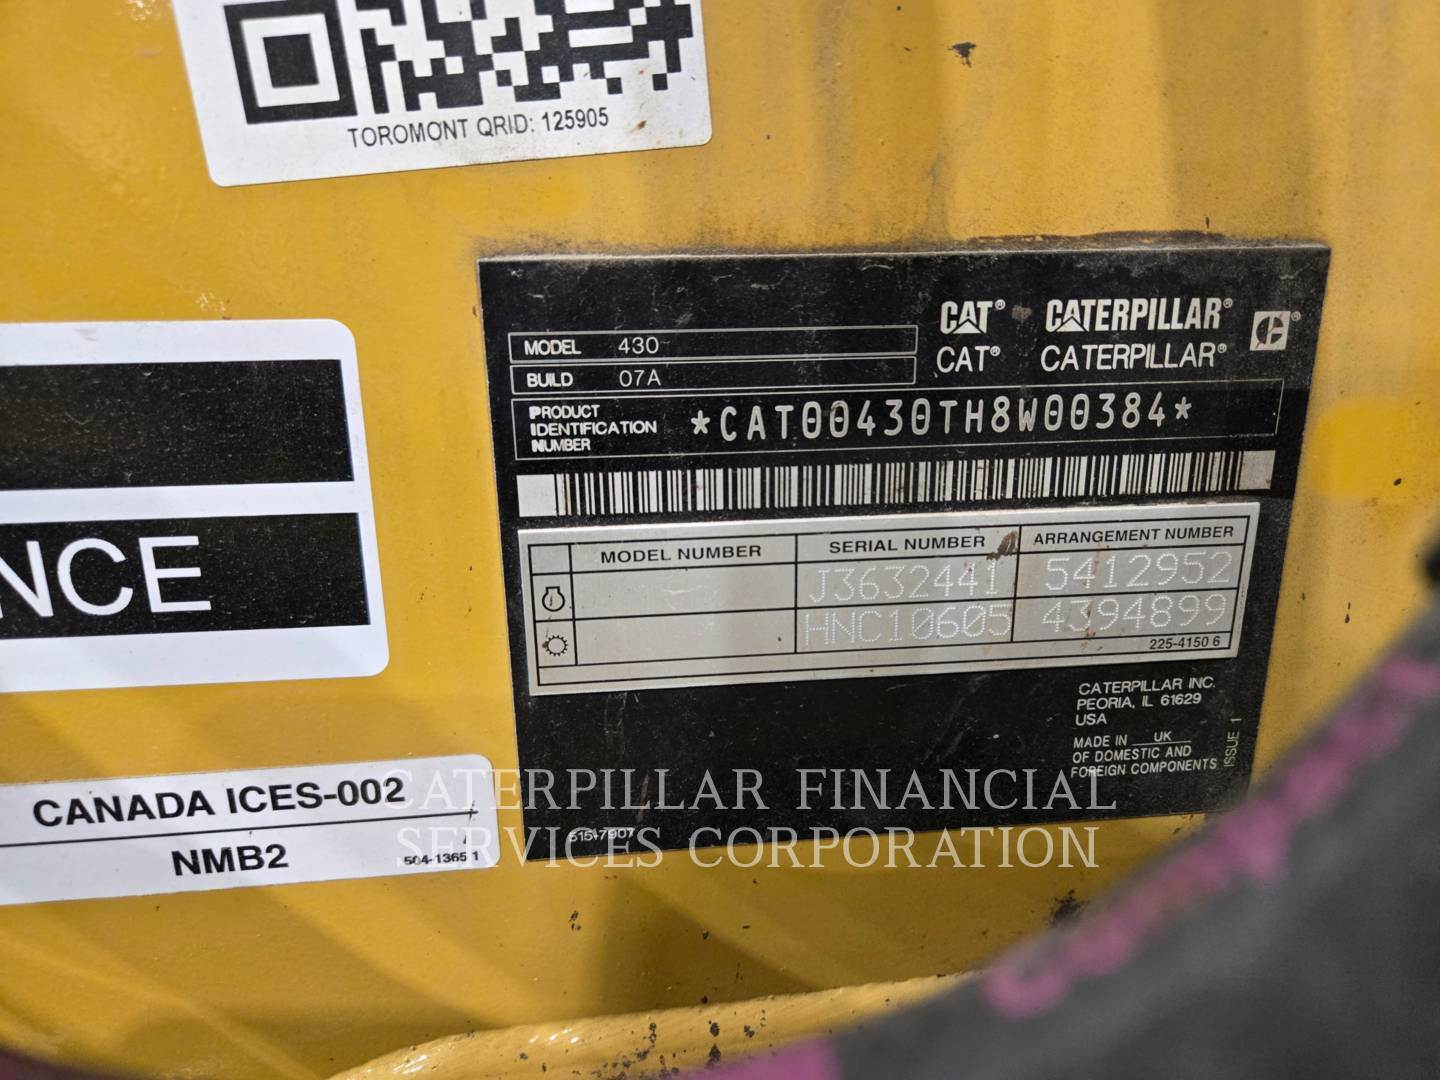 TOROMONT QRID: 125905
NCE
CANADA ICES-002
NMB2
504-1365 1
CAT® CATERPILLAR®
CAT® CATERPILLAR®
MODEL 430
BUILD 07A
PRODUCT IDENTIFICATION NUMBER *CAT00430TH8W00384*
MODEL NUMBER SERIAL NUMBER ARRANGEMENT NUMBER
J3632441 5412952
HNC10605 4394899
225-4150 6
CATERPILLAR INC.
PEORIA, IL 61629
USA
MADE IN UK
OF DOMESTIC AND
FOREIGN COMPONENTS
ISSUE 1
CATERPILLAR FINANCIAL
SERVICES CORPORATION